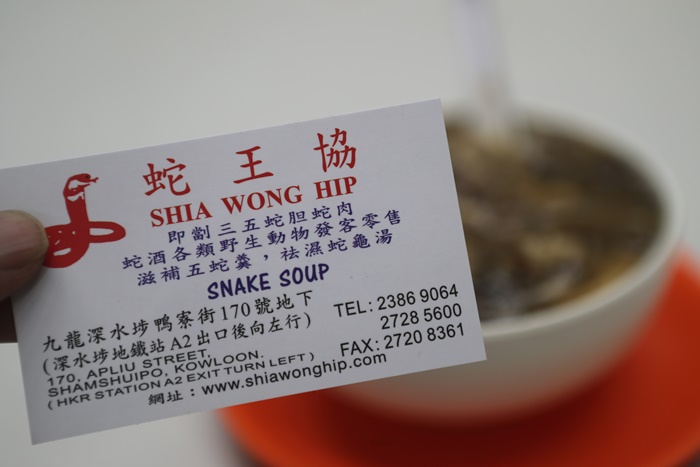 蛇王協
SHIA WONG HIP
即劏三五蛇胆蛇肉
蛇酒各類野生動物發客零售
滋補五蛇羹，祛濕蛇龜湯
SNAKE SOUP
九龍深水埗鴨寮街170號地下
(深水埗地鐵站A2出口後向左行)
170, APLIU STREET,
SHAMSHUIPO, KOWLOON.
(HKR STATION A2 EXIT TURN LEFT)
TEL: 2386 9064
2728 5600
FAX: 2720 8361
網址：www.shiawonghip.com